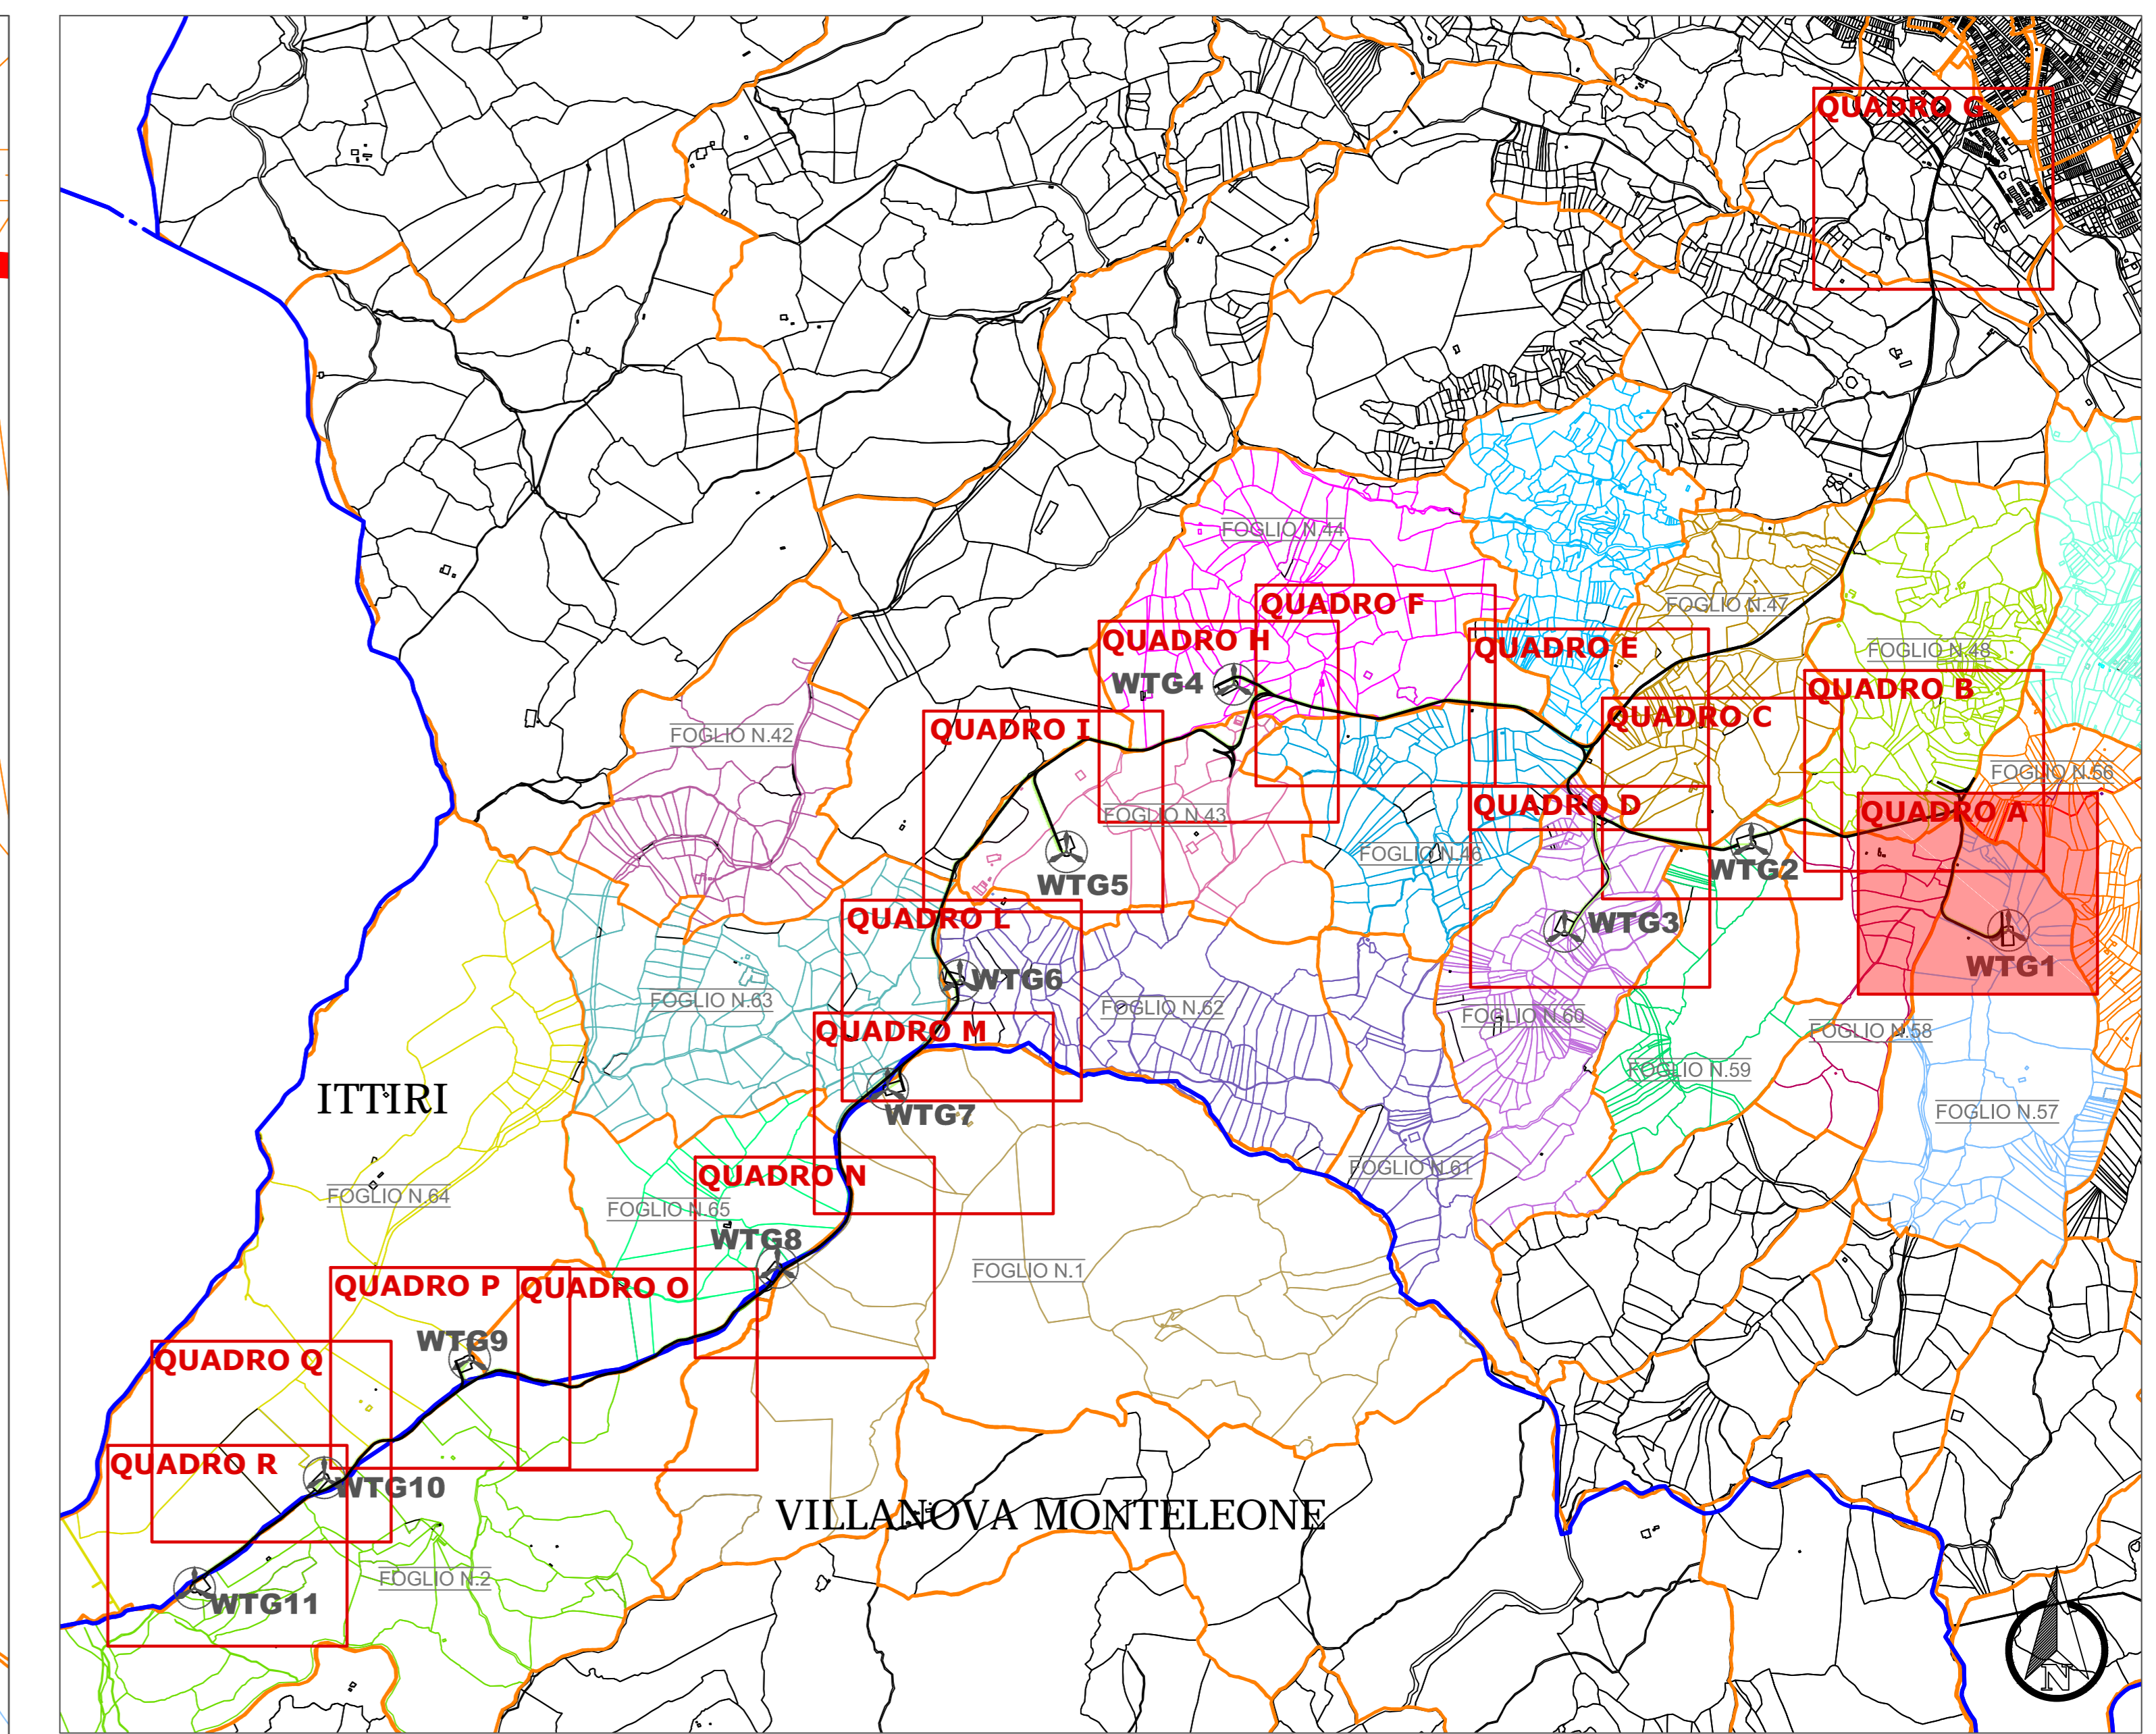 QUADRO G
FOGLIO N.44
QUADRO F
FOGLIO N.47
QUADRO H
QUADRO E
FOGLIO N.48
WTG4
QUADRO B
QUADRO I
QUADRO C
FOGLIO N.42
FOGLIO N.56
QUADRO D
QUADRO A
FOGLIO N.43
FOGLIO N.46
WTG2
WTG5
QUADRO L
WTG3
WTG1
WTG6
FOGLIO N.63
FOGLIO N.62
FOGLIO N.60
QUADRO M
FOGLIO N.58
FOGLIO N.59
ITTIRI
WTG7
FOGLIO N.57
FOGLIO N.61
QUADRO N
FOGLIO N.64
FOGLIO N.65
WTG8
FOGLIO N.1
QUADRO P
QUADRO O
WTG9
QUADRO Q
QUADRO R
WTG10
VILLANOVA MONTELEONE
FOGLIO N.2
WTG11
N